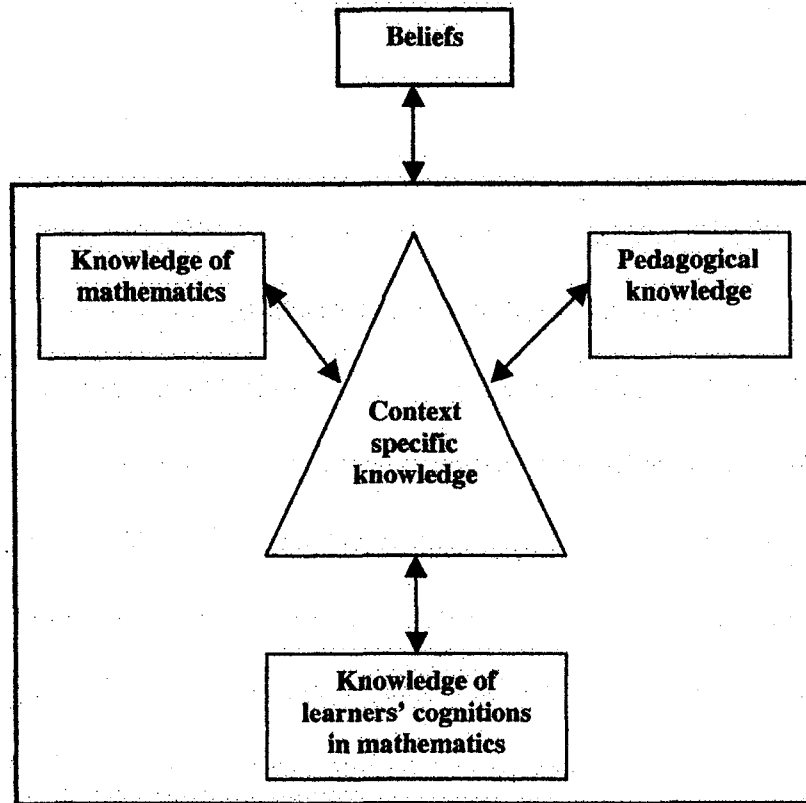 Beliefs
Knowledge of
mathematics
Pedagogical
knowledge
Context
specific
knowledge
Knowledge of
learners' cognitions
in mathematics